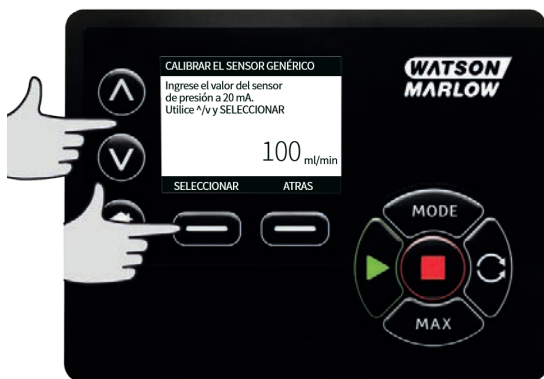 CALIBRAR EL SENSOR GENÉRICO
WATSON
MARLOW
Ingrese el valor del sensor
de presión a 20 mA.
Utilice ^/v y SELECCIONAR
100 ml/min
SELECCIONAR ATRAS
MODE
MAX